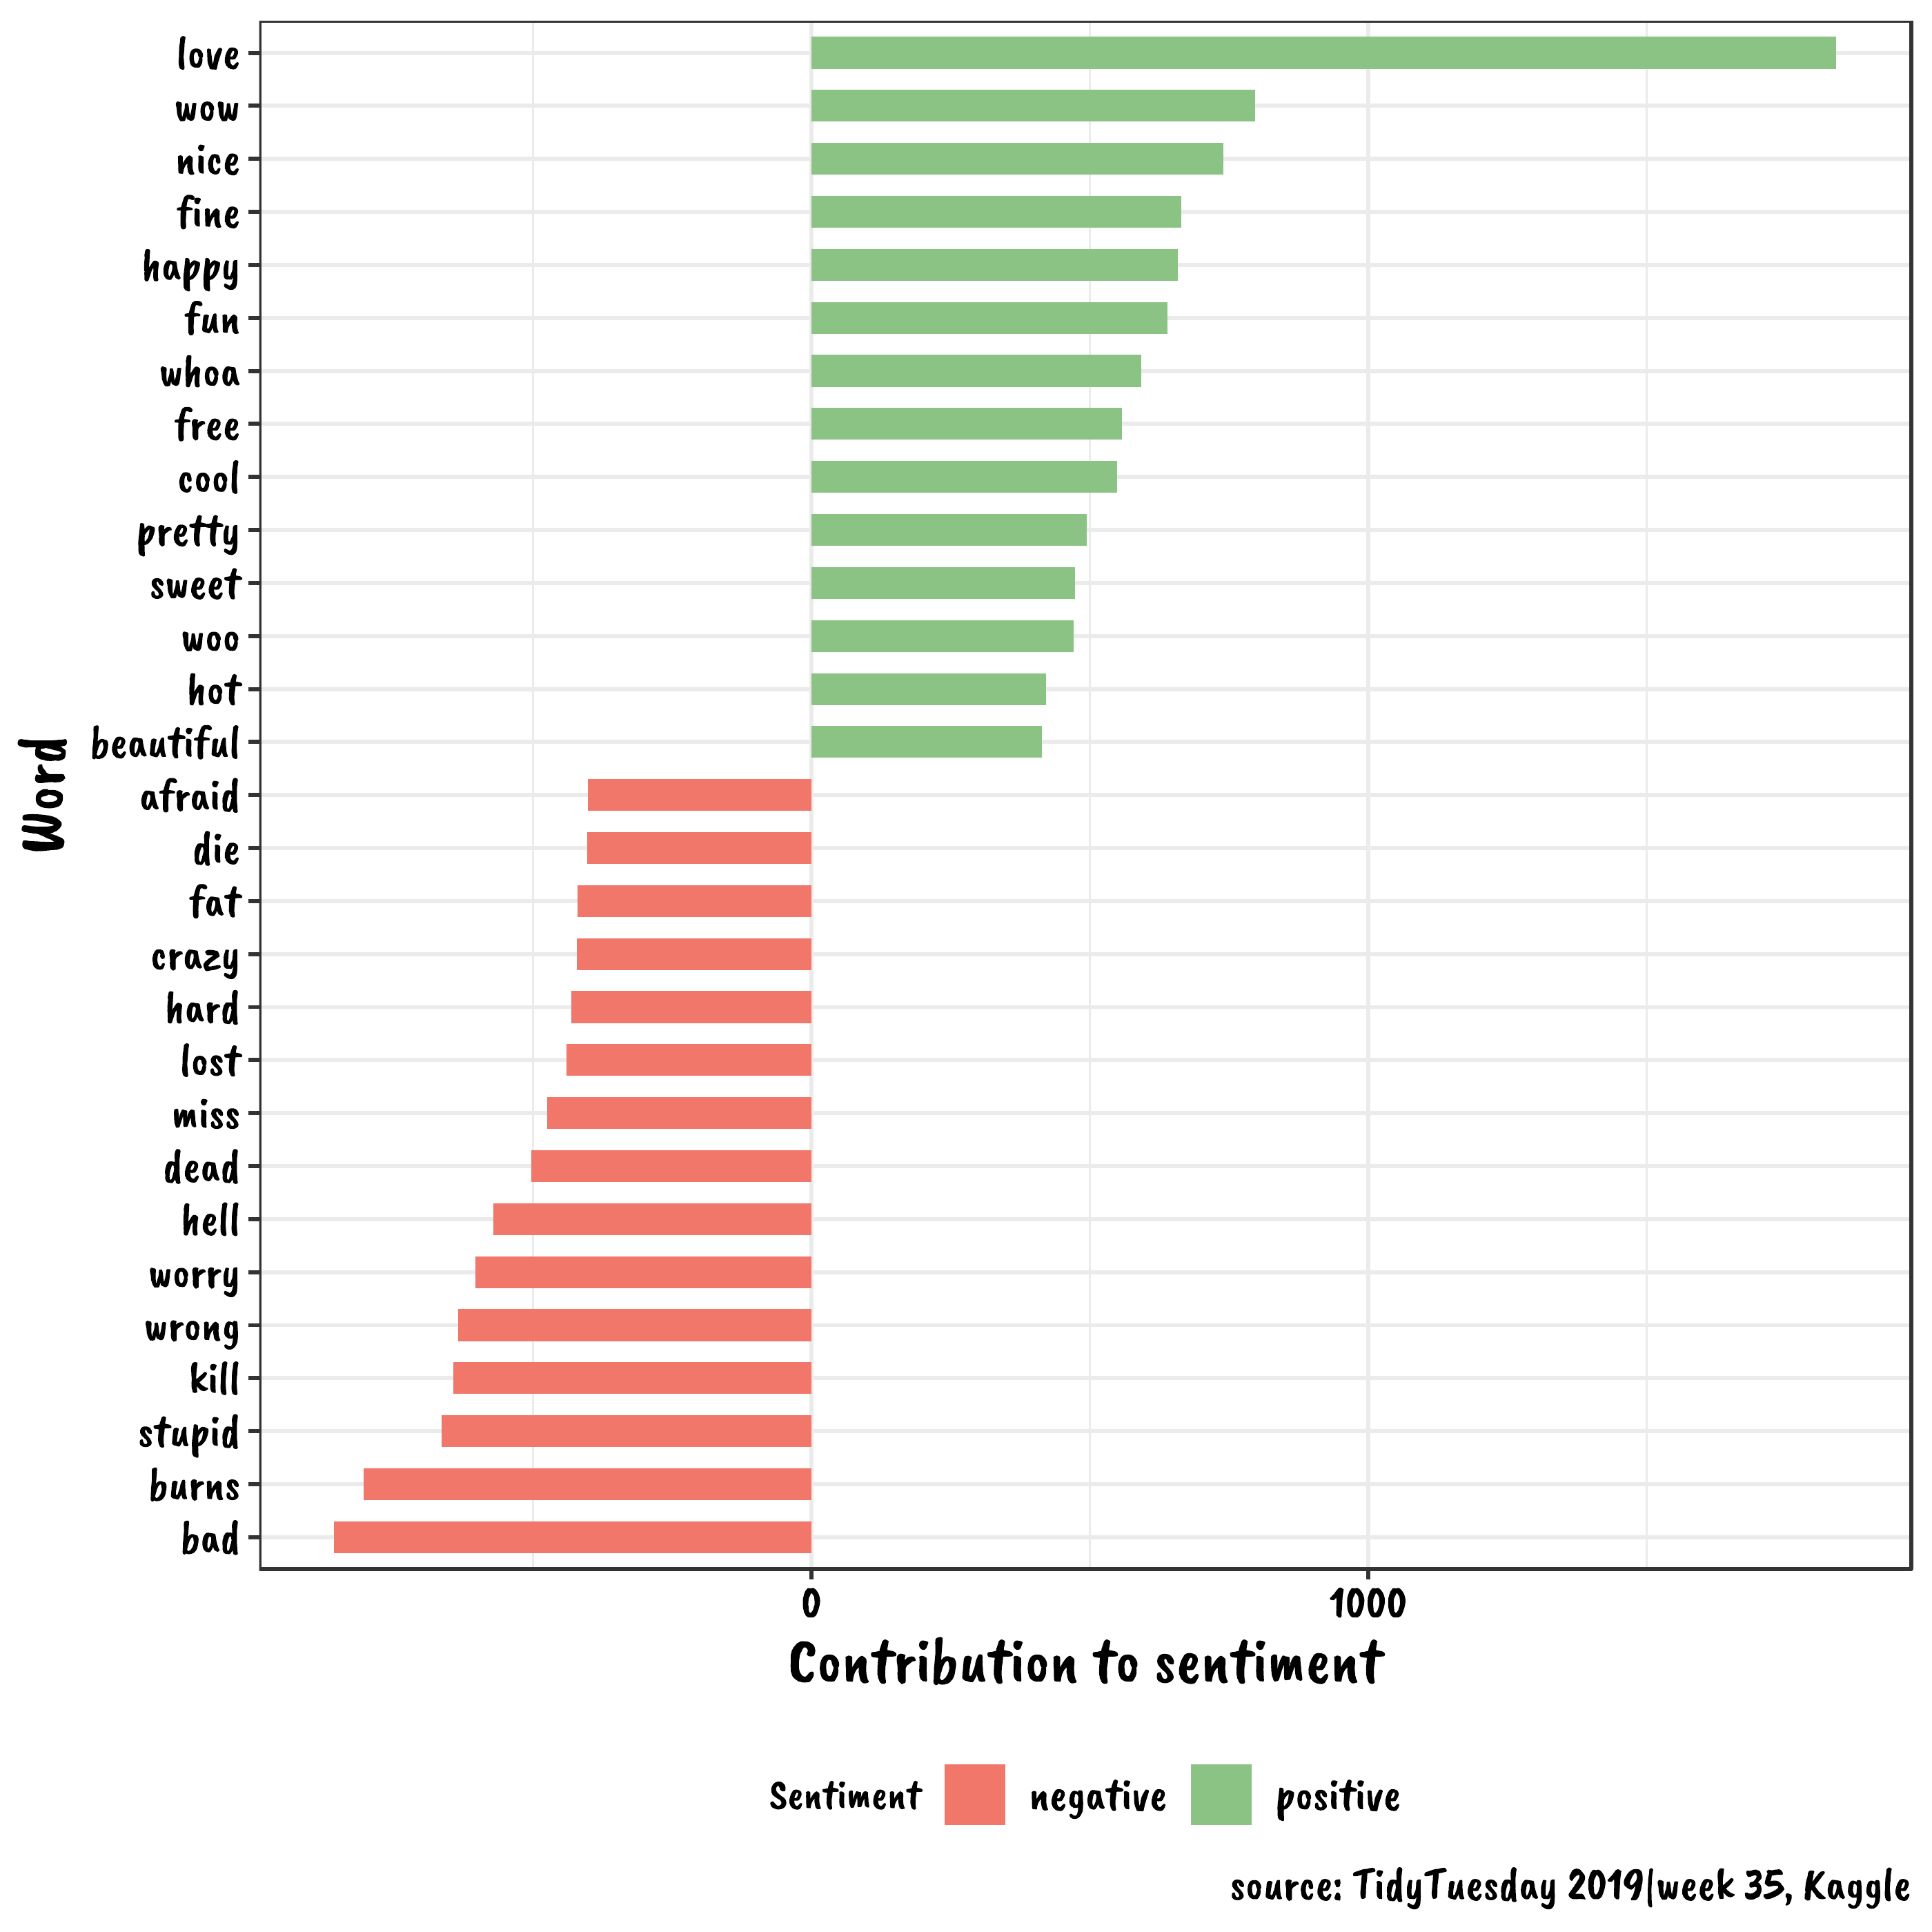 love
wow
nice
fine
happy
fun
whoa
free
cool
pretty
sweet
woo
hot
beautiful
afraid
die
fat
crazy
hard
lost
miss
dead
hell
worry
wrong
kill
stupid
burns
bad
Word
0 1000
Contribution to sentiment
Sentiment negative positive
source: TidyTuesday 2019|week 35, Kaggle